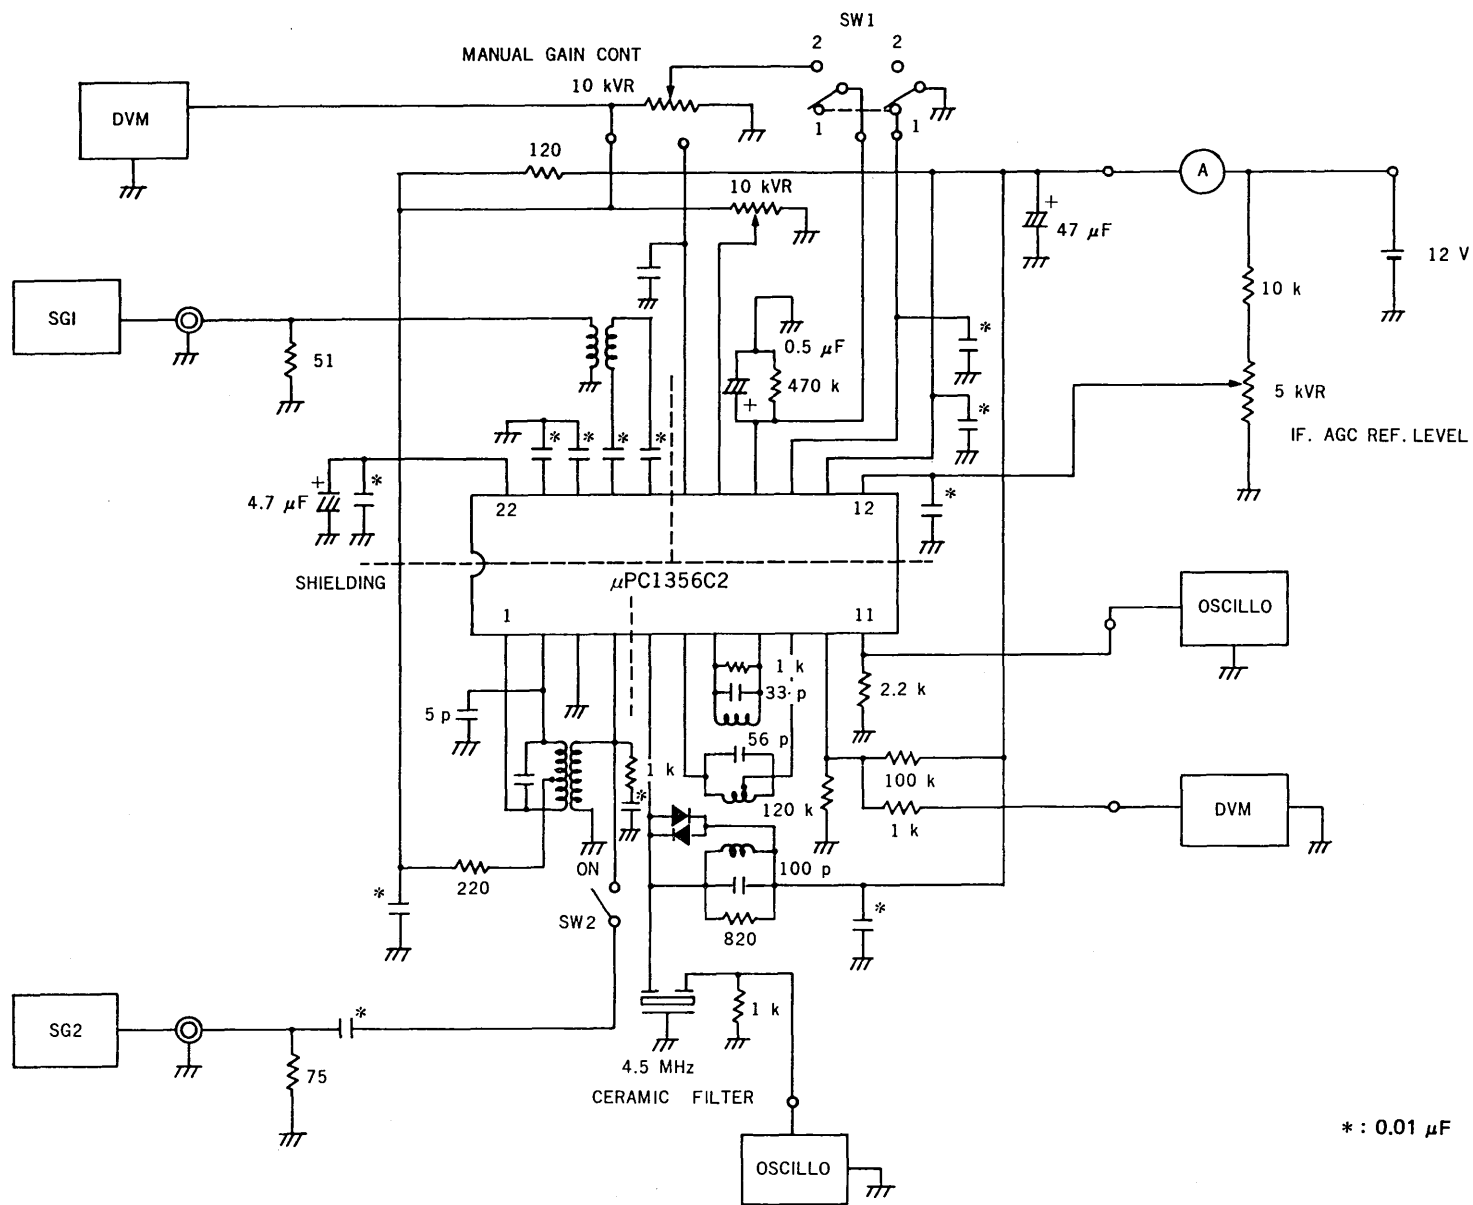 SW1
2
2
MANUAL GAIN CONT
10 kVR
DVM
1
1
120
A
10 kVR
+
47 μF
12 V
10 k
SG1
51
0.5 μF
470 k
+
*
5 kVR
IF. AGC REF. LEVEL
*
*
*
*
*
+
4.7 μF
*
22
12
*
SHIELDING
μPC1356C2
1
11
OSCILLO
1 k
33 p
2.2 k
5 p
56 p
1 k
*
100 k
120 k
1 k
DVM
220
ON
100 p
*
SW2
820
*
SG2
*
1 k
75
4.5 MHz
CERAMIC FILTER
OSCILLO
* : 0.01 μF